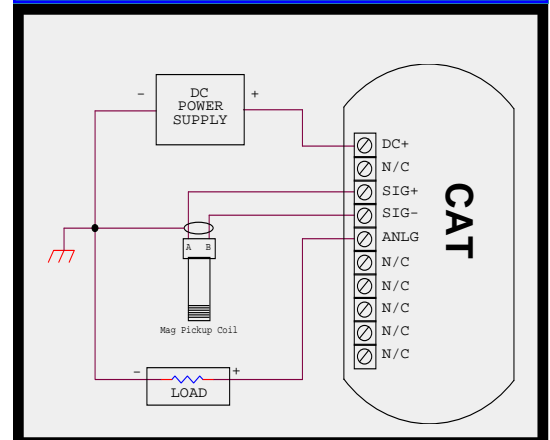 - DC +
POWER
SUPPLY
DC+
N/C
SIG+
SIG-
ANLG
N/C
N/C
N/C
N/C
N/C
CAT
A B
Mag Pickup Coil
- +
LOAD